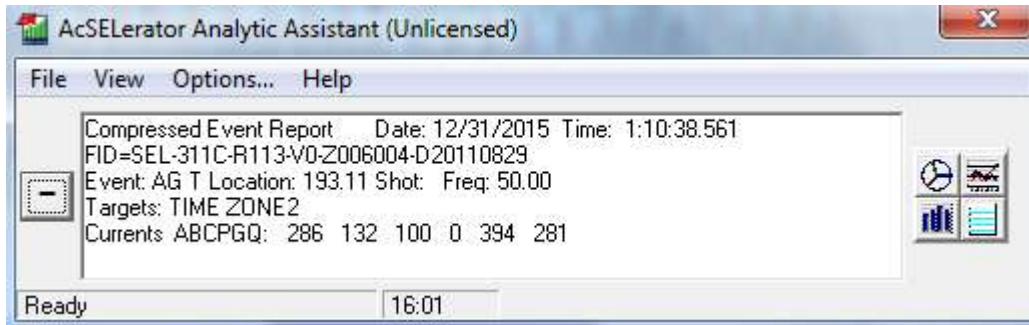 AcSELerator Analytic Assistant (Unlicensed)
File View Options... Help
Compressed Event Report Date: 12/31/2015 Time: 1:10:38.561
FID=SEL-311C-R113-V0-Z006004-D20110829
Event: AG T Location: 193.11 Shot: Freq: 50.00
Targets: TIME ZONE2
Currents ABCPGQ: 286 132 100 0 394 281
Ready 16:01